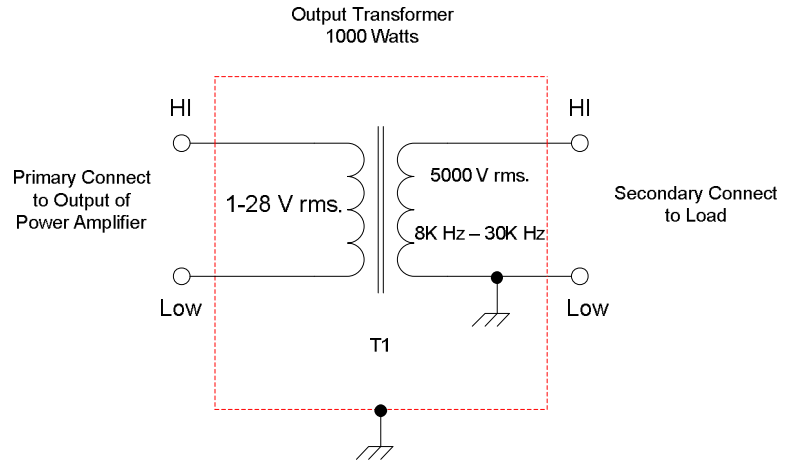 Output Transformer
1000 Watts
HI
HI
Primary Connect
to Output of
Power Amplifier
1-28 V rms.
5000 V rms.
8K Hz – 30K Hz
Secondary Connect
to Load
Low
Low
T1